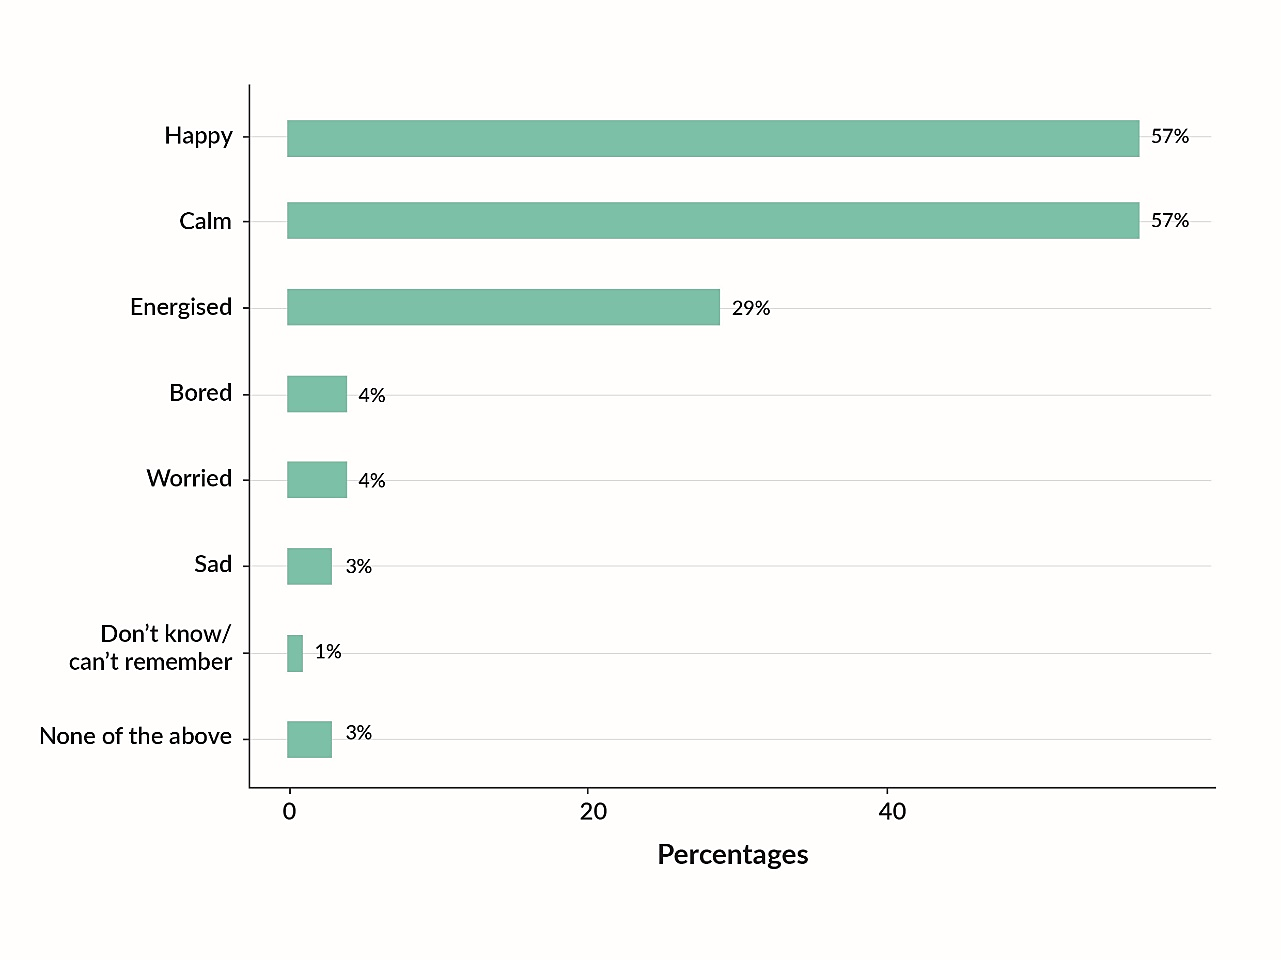 Happy 57%
Calm 57%
Energised 29%
Bored 4%
Worried 4%
Sad 3%
Don’t know/
can’t remember 1%
None of the above 3%
0 20 40
Percentages